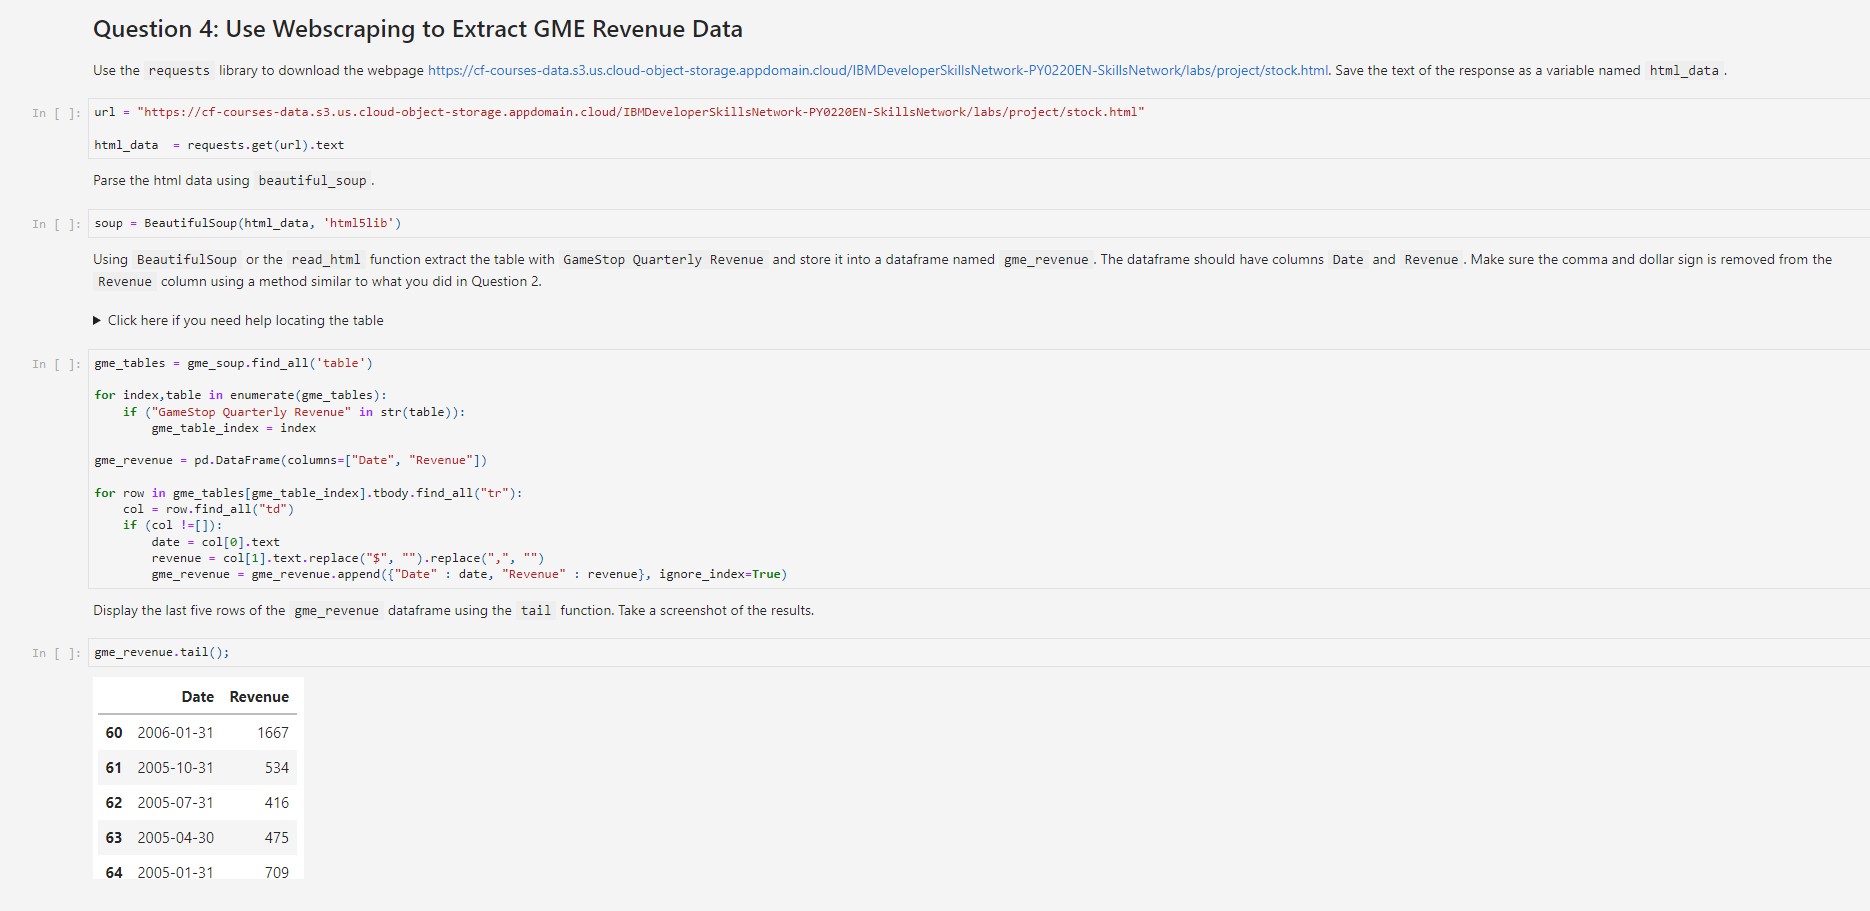 Question 4: Use Webscraping to Extract GME Revenue Data
Use the requests library to download the webpage https://cf-courses-data.s3.us.cloud-object-storage.appdomain.cloud/IBMDeveloperSkillsNetwork-PY0220EN-SkillsNetwork/labs/project/stock.html. Save the text of the response as a variable named html_data .
In [ ]: url = "https://cf-courses-data.s3.us.cloud-object-storage.appdomain.cloud/IBMDeveloperSkillsNetwork-PY0220EN-SkillsNetwork/labs/project/stock.html"
html_data  = requests.get(url).text
Parse the html data using beautiful_soup .
In [ ]: soup = BeautifulSoup(html_data, 'html5lib')
Using BeautifulSoup or the read_html function extract the table with GameStop Quarterly Revenue and store it into a dataframe named gme_revenue . The dataframe should have columns Date and Revenue . Make sure the comma and dollar sign is removed from the
Revenue column using a method similar to what you did in Question 2.
▶ Click here if you need help locating the table
In [ ]: gme_tables = gme_soup.find_all('table')
for index,table in enumerate(gme_tables):
    if ("GameStop Quarterly Revenue" in str(table)):
        gme_table_index = index
gme_revenue = pd.DataFrame(columns=["Date", "Revenue"])
for row in gme_tables[gme_table_index].tbody.find_all("tr"):
    col = row.find_all("td")
    if (col !=[]):
        date = col[0].text
        revenue = col[1].text.replace("$", "").replace(",", "")
        gme_revenue = gme_revenue.append({"Date" : date, "Revenue" : revenue}, ignore_index=True)
Display the last five rows of the gme_revenue dataframe using the tail function. Take a screenshot of the results.
In [ ]: gme_revenue.tail();
Date Revenue
60 2006-01-31 1667
61 2005-10-31 534
62 2005-07-31 416
63 2005-04-30 475
64 2005-01-31 709